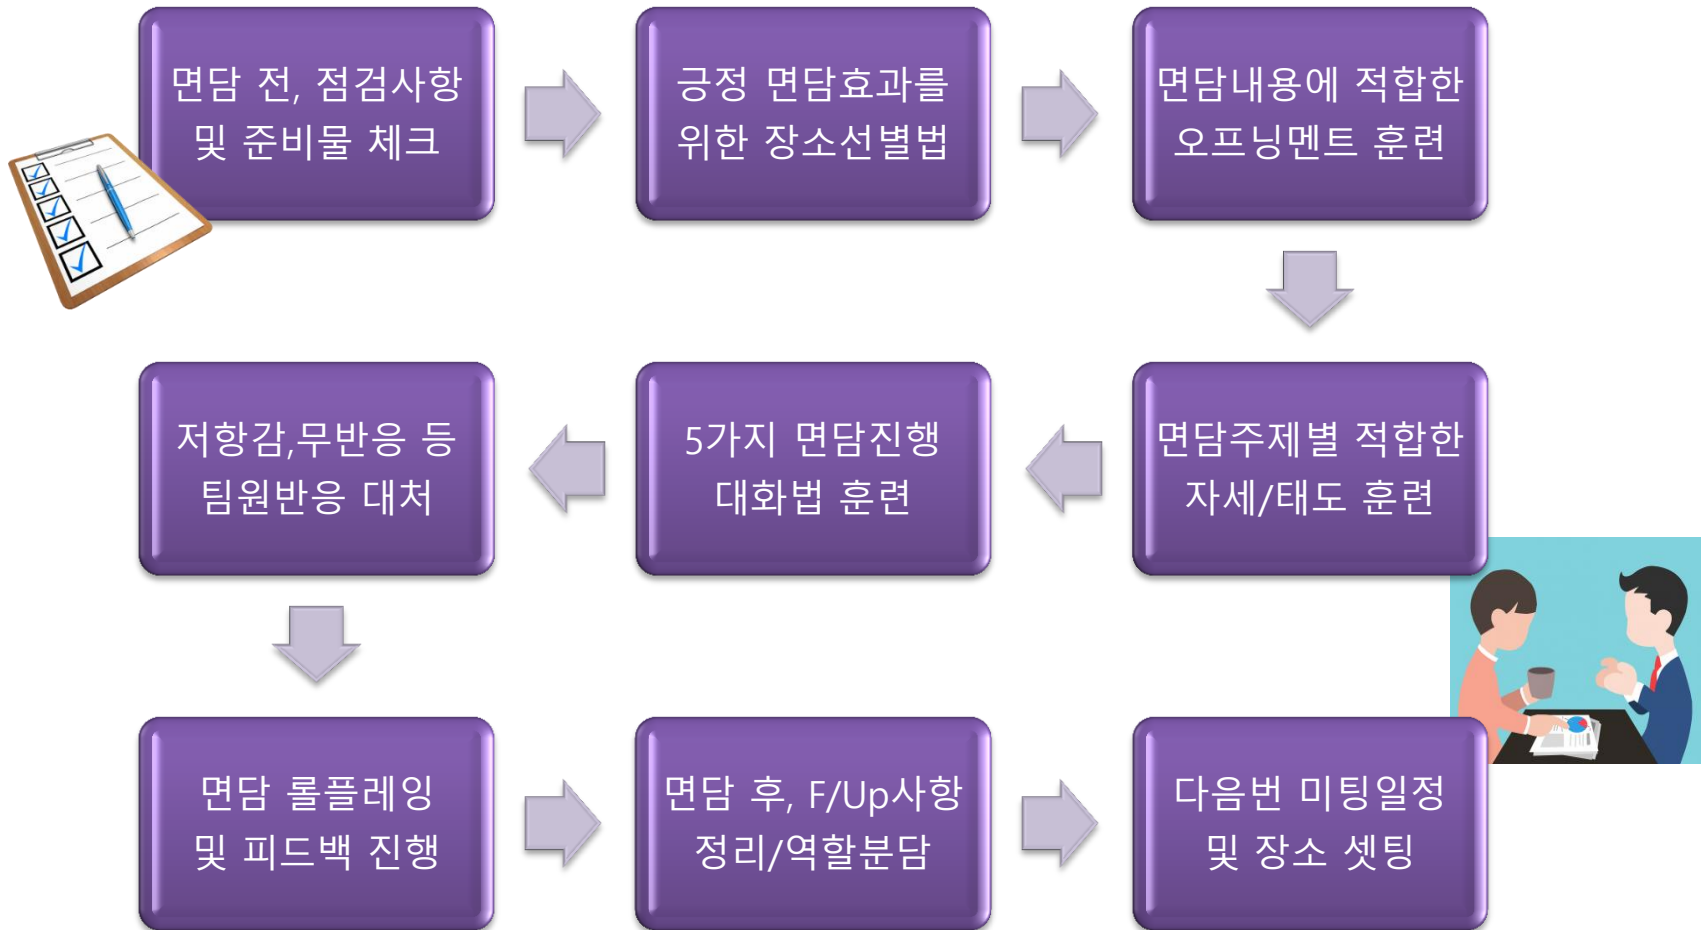 면담 전, 점검사항
및 준비물 체크
긍정 면담효과를
위한 장소선별법
면담내용에 적합한
오프닝멘트 훈련
면담주제별 적합한
자세/태도 훈련
5가지 면담진행
대화법 훈련
저항감,무반응 등
팀원반응 대처
면담 롤플레잉
및 피드백 진행
면담 후, F/Up사항
정리/역할분담
다음번 미팅일정
및 장소 셋팅